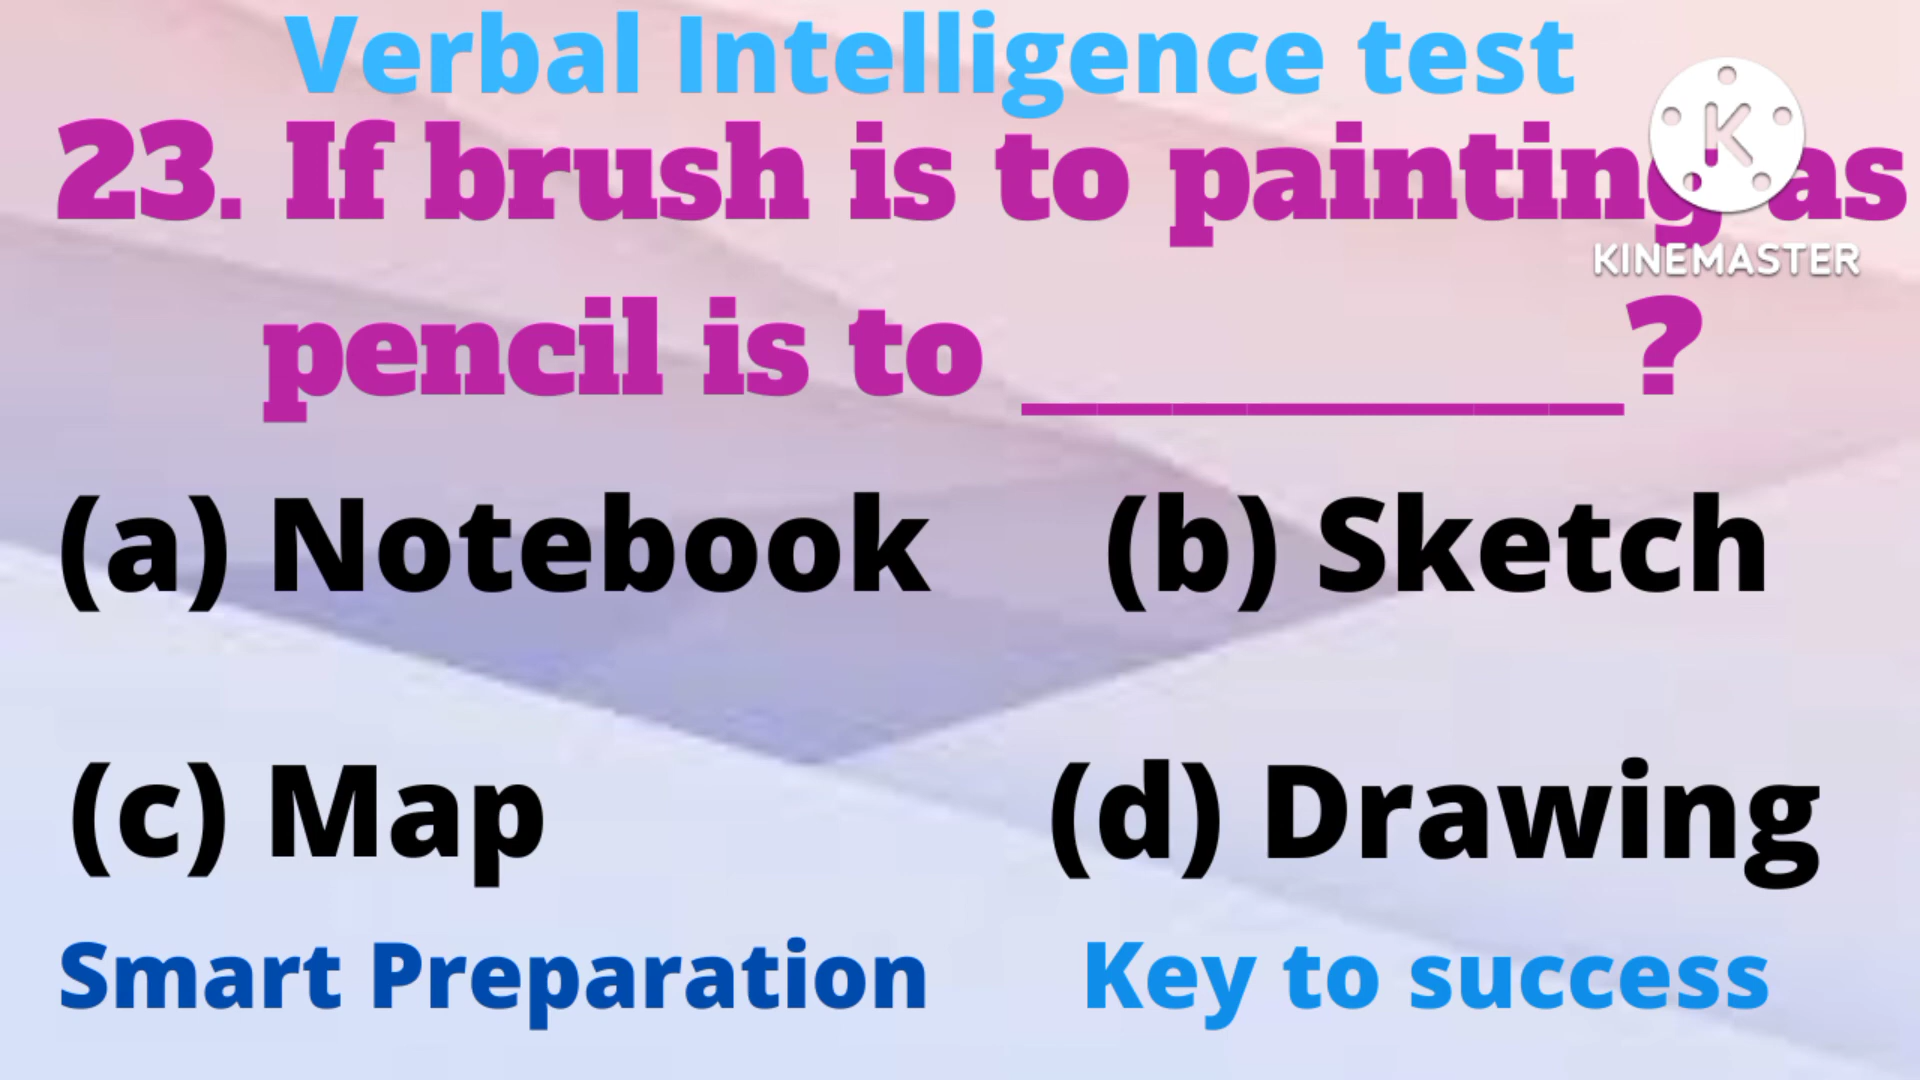 Verbal Intelligence test
23. If brush is to painting as
pencil is to ________?
(a) Notebook (b) Sketch
(c) Map (d) Drawing
Smart Preparation Key to success
K
KINEMASTER